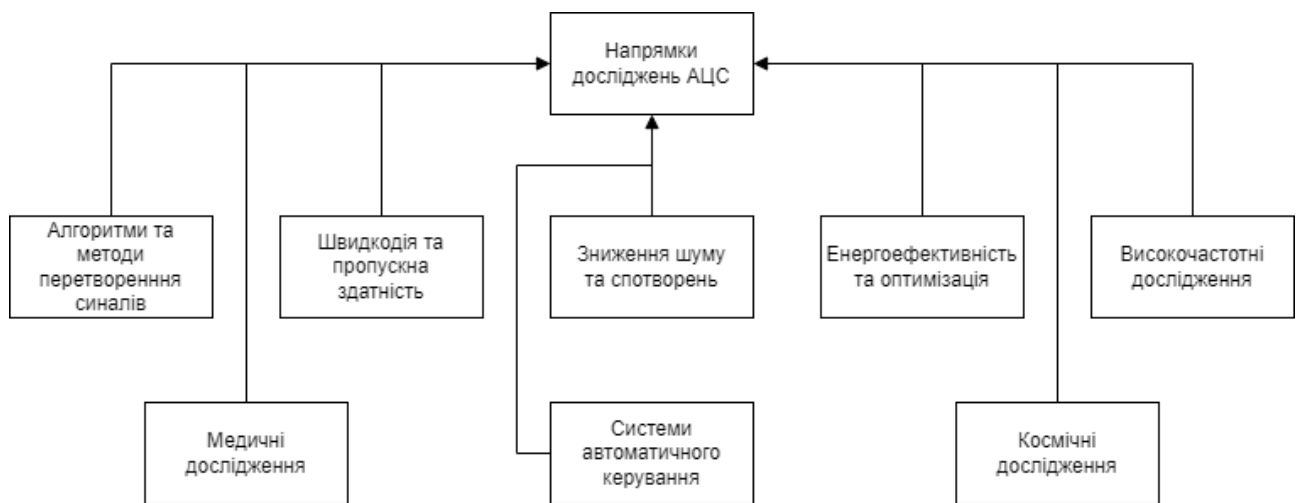 Напрямки
досліджень АЦС
Алгоритми та
методи
перетворенння
синалів
Швидкодія та
пропускна
здатність
Зниження шуму
та спотворень
Енергоефективність
та оптимізація
Високочастотні
дослідження
Медичні
дослідження
Системи
автоматичного
керування
Космічні
дослідження